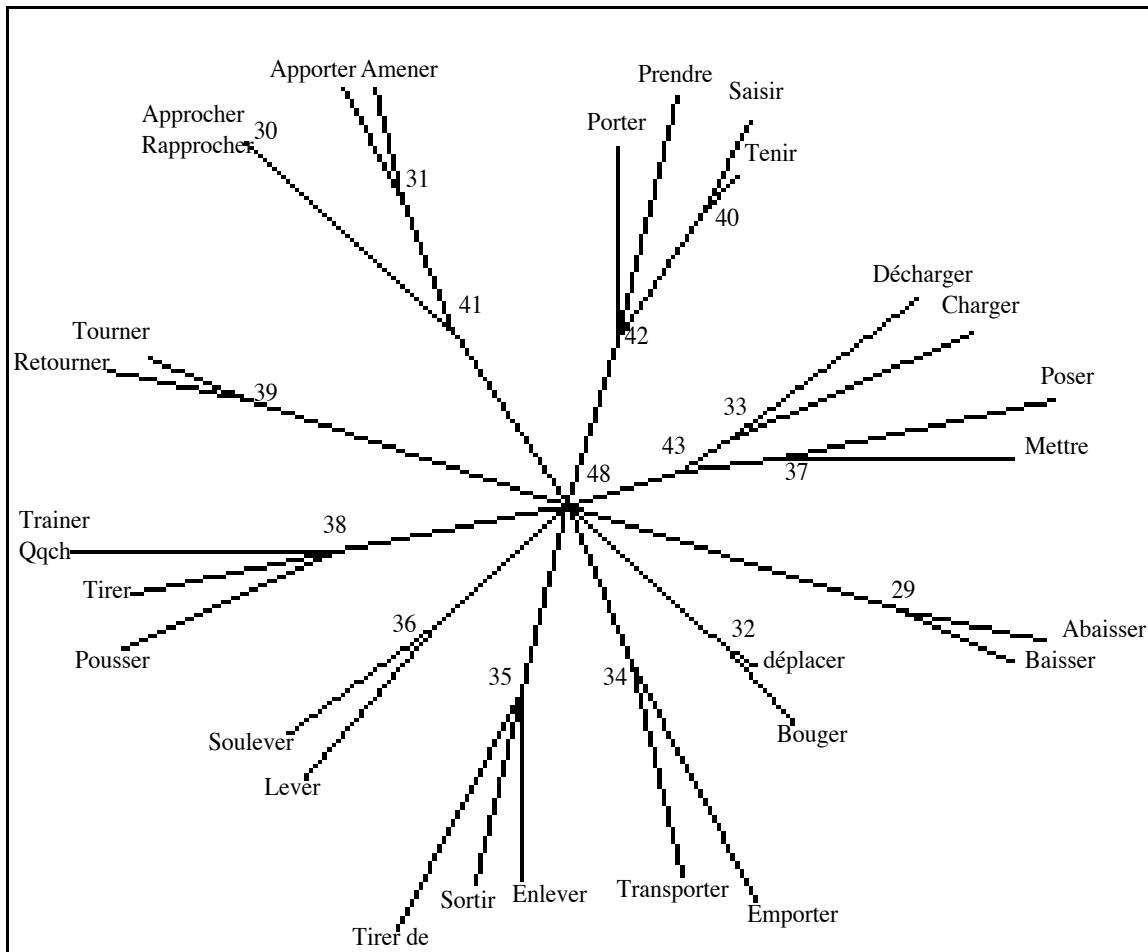 Apporter Amener
Prendre
Saisir
Approcher
Rapprocher
30
Porter
Tenir
31
40
Décharger
Charger
41
42
Tourner
Retourner
39
Poser
33
Mettre
43
37
48
Trainer
Qqch
38
Tirer
Pousser
29
Abaisser
Baisser
36
32
déplacer
35
34
Bouger
Soulever
Lever
Transporter
Sortir
Enlever
Emporter
Tirer de